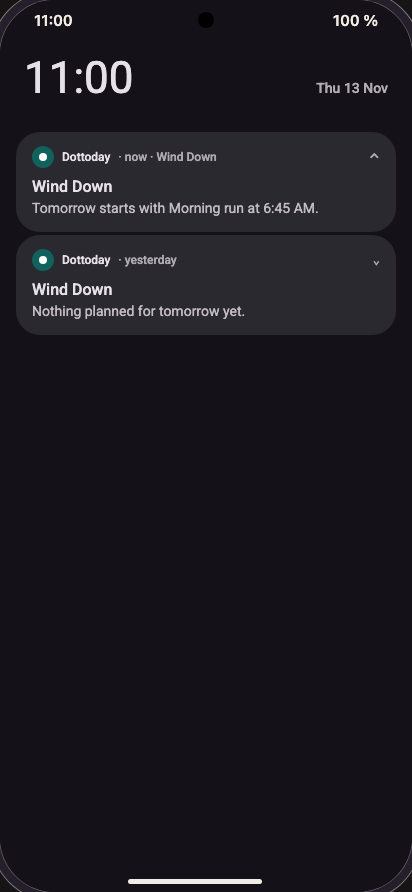 11:00 100 %
11:00
Thu 13 Nov
Dottoday · now · Wind Down
Wind Down
Tomorrow starts with Morning run at 6:45 AM.
Dottoday · yesterday
Wind Down
Nothing planned for tomorrow yet.